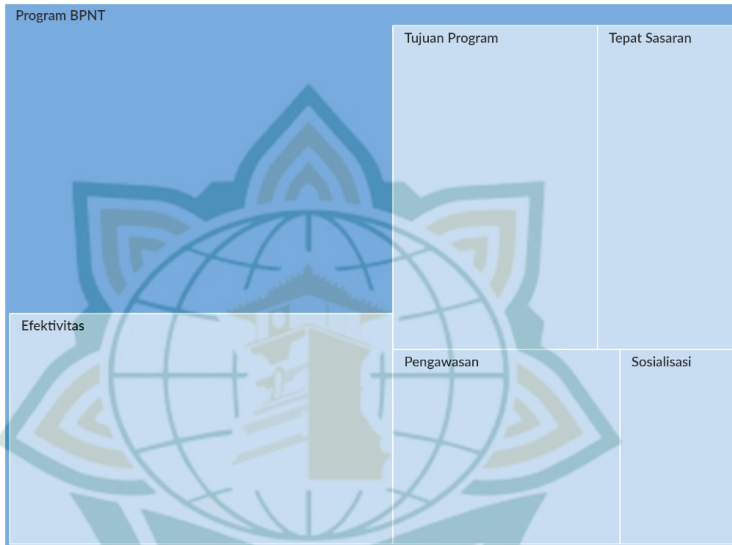 Program BPNT
Tujuan Program
Tepat Sasaran
Efektivitas
Pengawasan
Sosialisasi